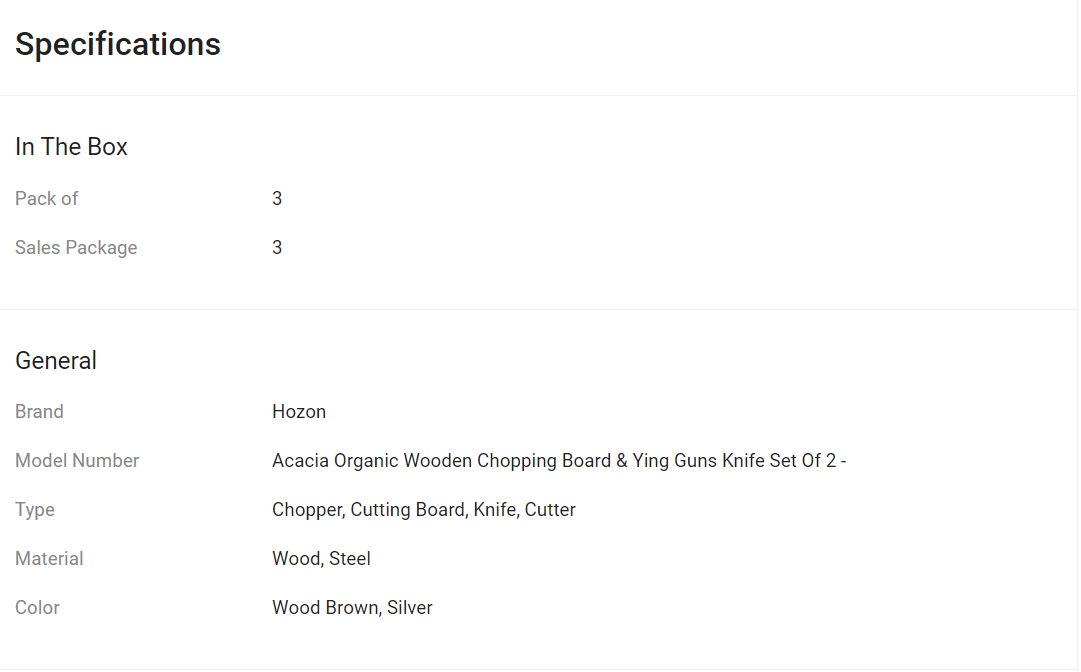 Specifications
In The Box
Pack of 3
Sales Package 3
General
Brand Hozon
Model Number Acacia Organic Wooden Chopping Board & Ying Guns Knife Set Of 2 -
Type Chopper, Cutting Board, Knife, Cutter
Material Wood, Steel
Color Wood Brown, Silver